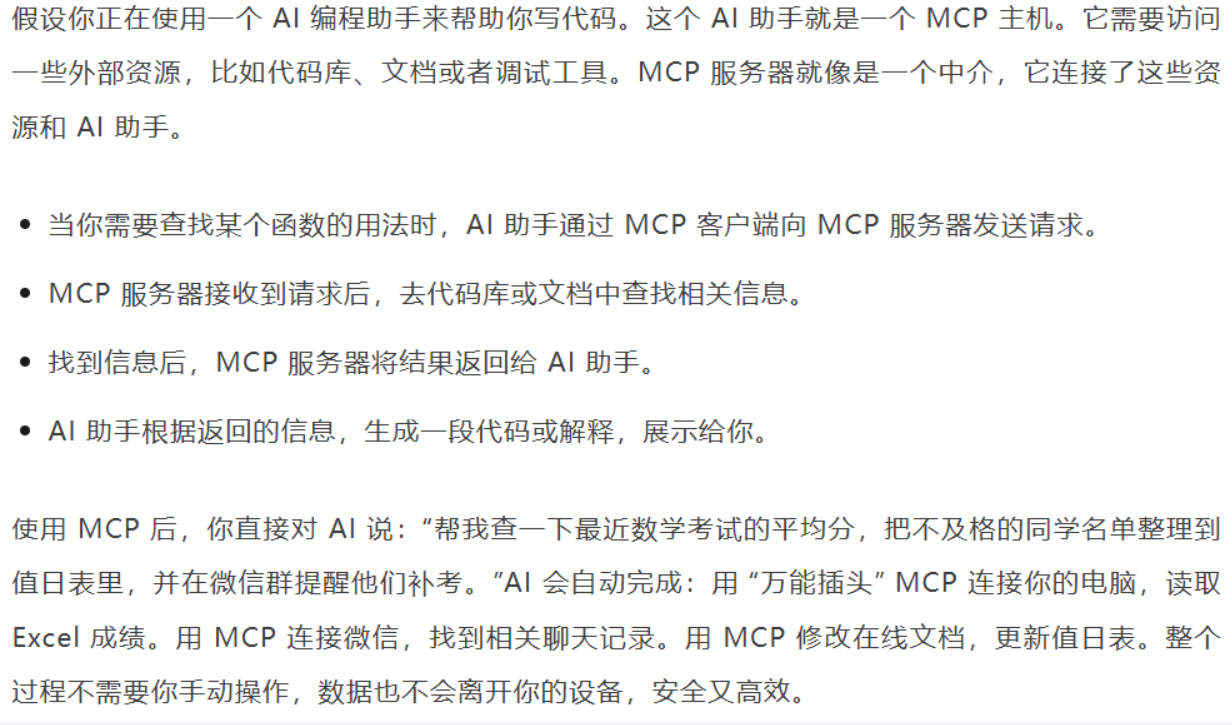 假设你正在使用一个 AI 编程助手来帮助你写代码。这个 AI 助手就是一个 MCP 主机。它需要访问
一些外部资源，比如代码库、文档或者调试工具。MCP 服务器就像是一个中介，它连接了这些资
源和 AI 助手。
• 当你需要查找某个函数的用法时，AI 助手通过 MCP 客户端向 MCP 服务器发送请求。
• MCP 服务器接收到请求后，去代码库或文档中查找相关信息。
• 找到信息后，MCP 服务器将结果返回给 AI 助手。
• AI 助手根据返回的信息，生成一段代码或解释，展示给你。
使用 MCP 后，你直接对 AI 说：“帮我查一下最近数学考试的平均分，把不及格的同学名单整理到
值日表里，并在微信群提醒他们补考。”AI 会自动完成：用 “万能插头” MCP 连接你的电脑，读取
Excel 成绩。用 MCP 连接微信，找到相关聊天记录。用 MCP 修改在线文档，更新值日表。整个
过程不需要你手动操作，数据也不会离开你的设备，安全又高效。